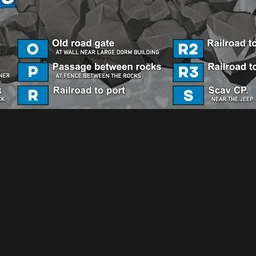 O Old road gate
AT WALL NEAR LARGE DORM BUILDING
P Passage between rocks
AT FENCE BETWEEN THE ROCKS
R Railroad to port
R2 Railroad to
R3 Railroad to
S Scav CP.
NEAR THE JEEP